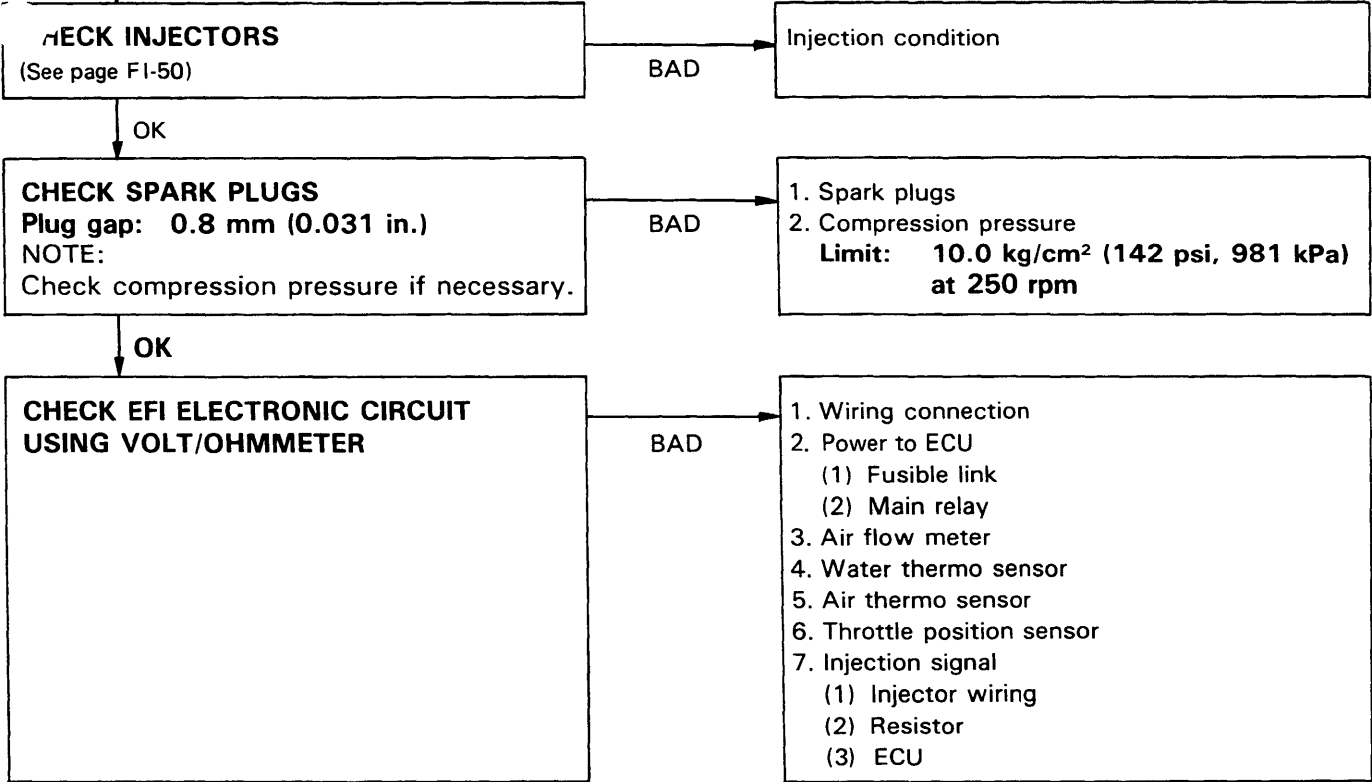 INJECTORS
(See page FI-50)
BAD
Injection condition
OK
CHECK SPARK PLUGS
Plug gap: 0.8 mm (0.031 in.)
NOTE:
Check compression pressure if necessary.
BAD
1. Spark plugs
2. Compression pressure
Limit: 10.0 kg/cm² (142 psi, 981 kPa)
at 250 rpm
OK
CHECK EFI ELECTRONIC CIRCUIT
USING VOLT/OHMMETER
BAD
1. Wiring connection
2. Power to ECU
(1) Fusible link
(2) Main relay
3. Air flow meter
4. Water thermo sensor
5. Air thermo sensor
6. Throttle position sensor
7. Injection signal
(1) Injector wiring
(2) Resistor
(3) ECU